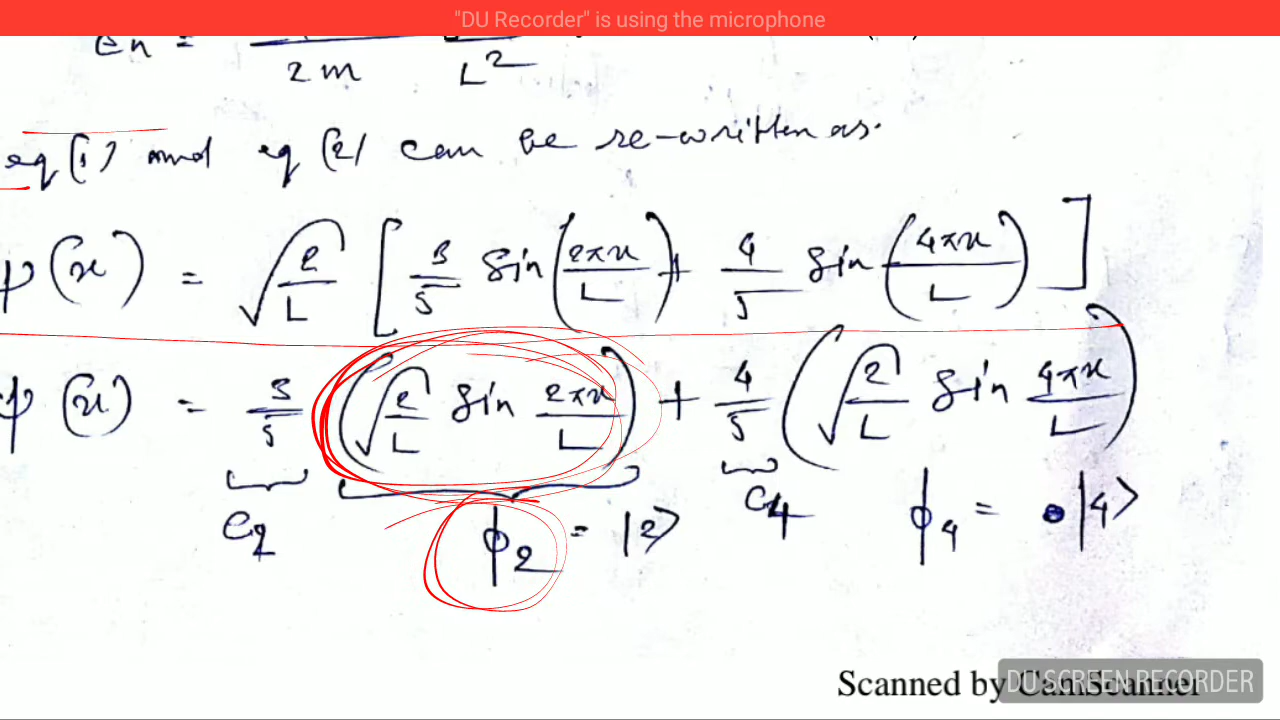 "DU Recorder" is using the microphone
en =
2m L²
eq (1) and eq (2) can be re-written as.
ψ(x) = √(2/L) [ 3/5 sin(2πx/L) + 4/5 sin(4πx/L) ]
ψ(x) = 3/5 (√(2/L) sin 2πx/L) + 4/5 (√(2/L) sin 4πx/L)
c2 ϕ2 = |2> c4 ϕ4 = |4>
Scanned by CamScanner
DU SCREEN RECORDER